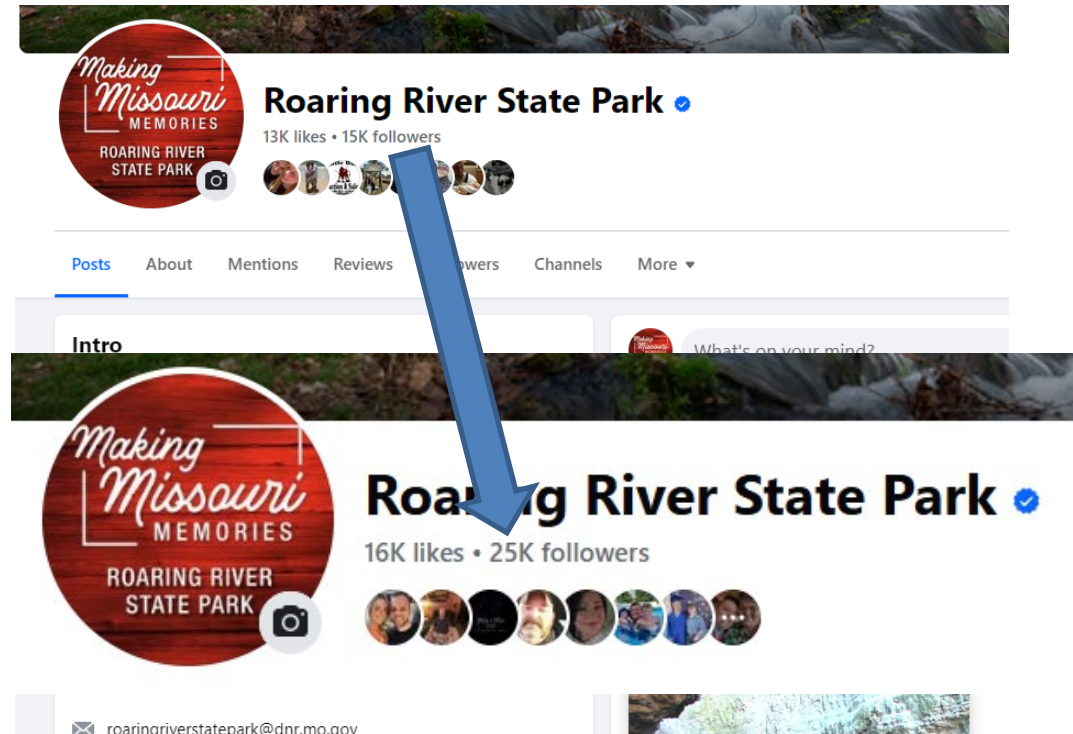 Making
Missouri
MEMORIES
ROARING RIVER
STATE PARK
Roaring River State Park
13K likes • 15K followers
Posts About Mentions Reviews Channels More
Intro
What's on your mind?
Making
Missouri
MEMORIES
ROARING RIVER
STATE PARK
River State Park
16K likes • 25K followers
roaringriverstatepark@dnr.mo.gov